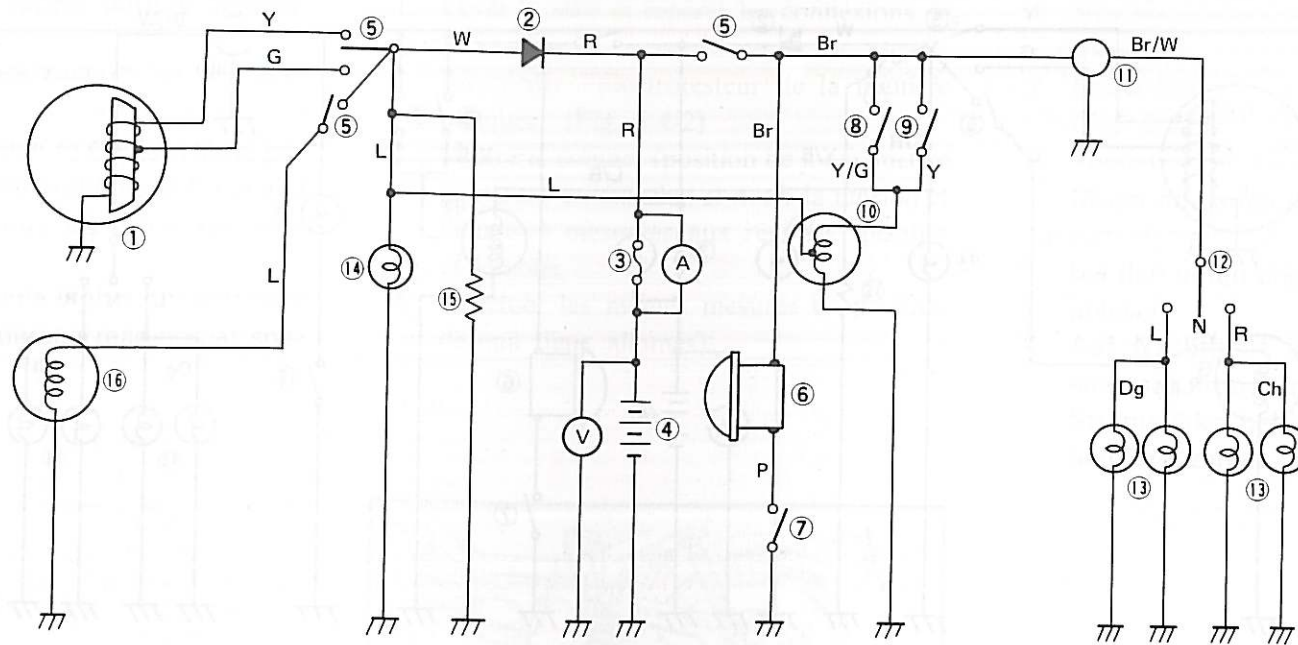 Y ⑤ W ② R ⑤ Br Br/W
G ⑪
⑤ R Br ⑧ ⑨
L Y/G Y
L ⑩
① L ③ A ⑫
⑭ ⑮ N
L R
⑯ ⑥ Dg Ch
V ④ ⑬ ⑬
P
⑦